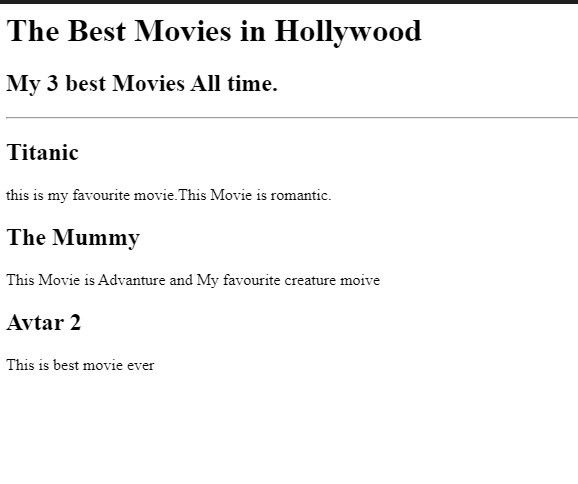 The Best Movies in Hollywood
My 3 best Movies All time.
Titanic
this is my favourite movie.This Movie is romantic.
The Mummy
This Movie is Advanture and My favourite creature moive
Avtar 2
This is best movie ever